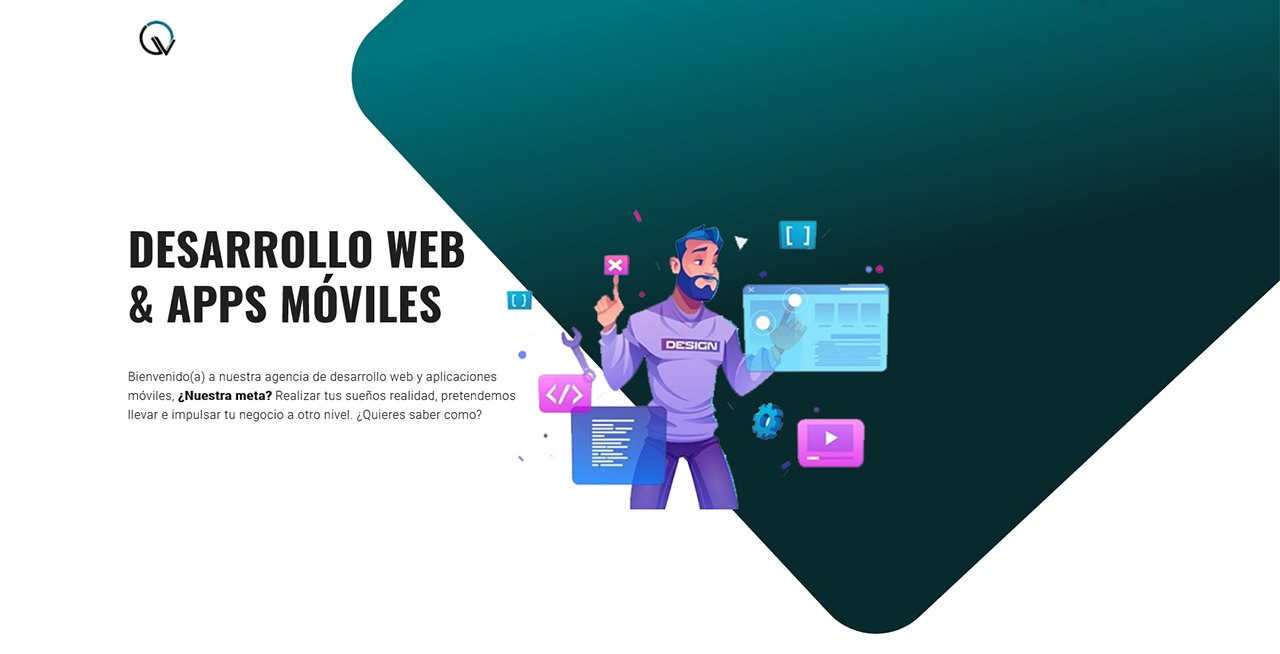 DESARROLLO WEB
& APPS MÓVILES
Bienvenido(a) a nuestra agencia de desarrollo web y aplicaciones
móviles, ¿Nuestra meta? Realizar tus sueños realidad, pretendemos
llevar e impulsar tu negocio a otro nivel. ¿Quieres saber como?
[ ]
{ }
DESIGN
</>